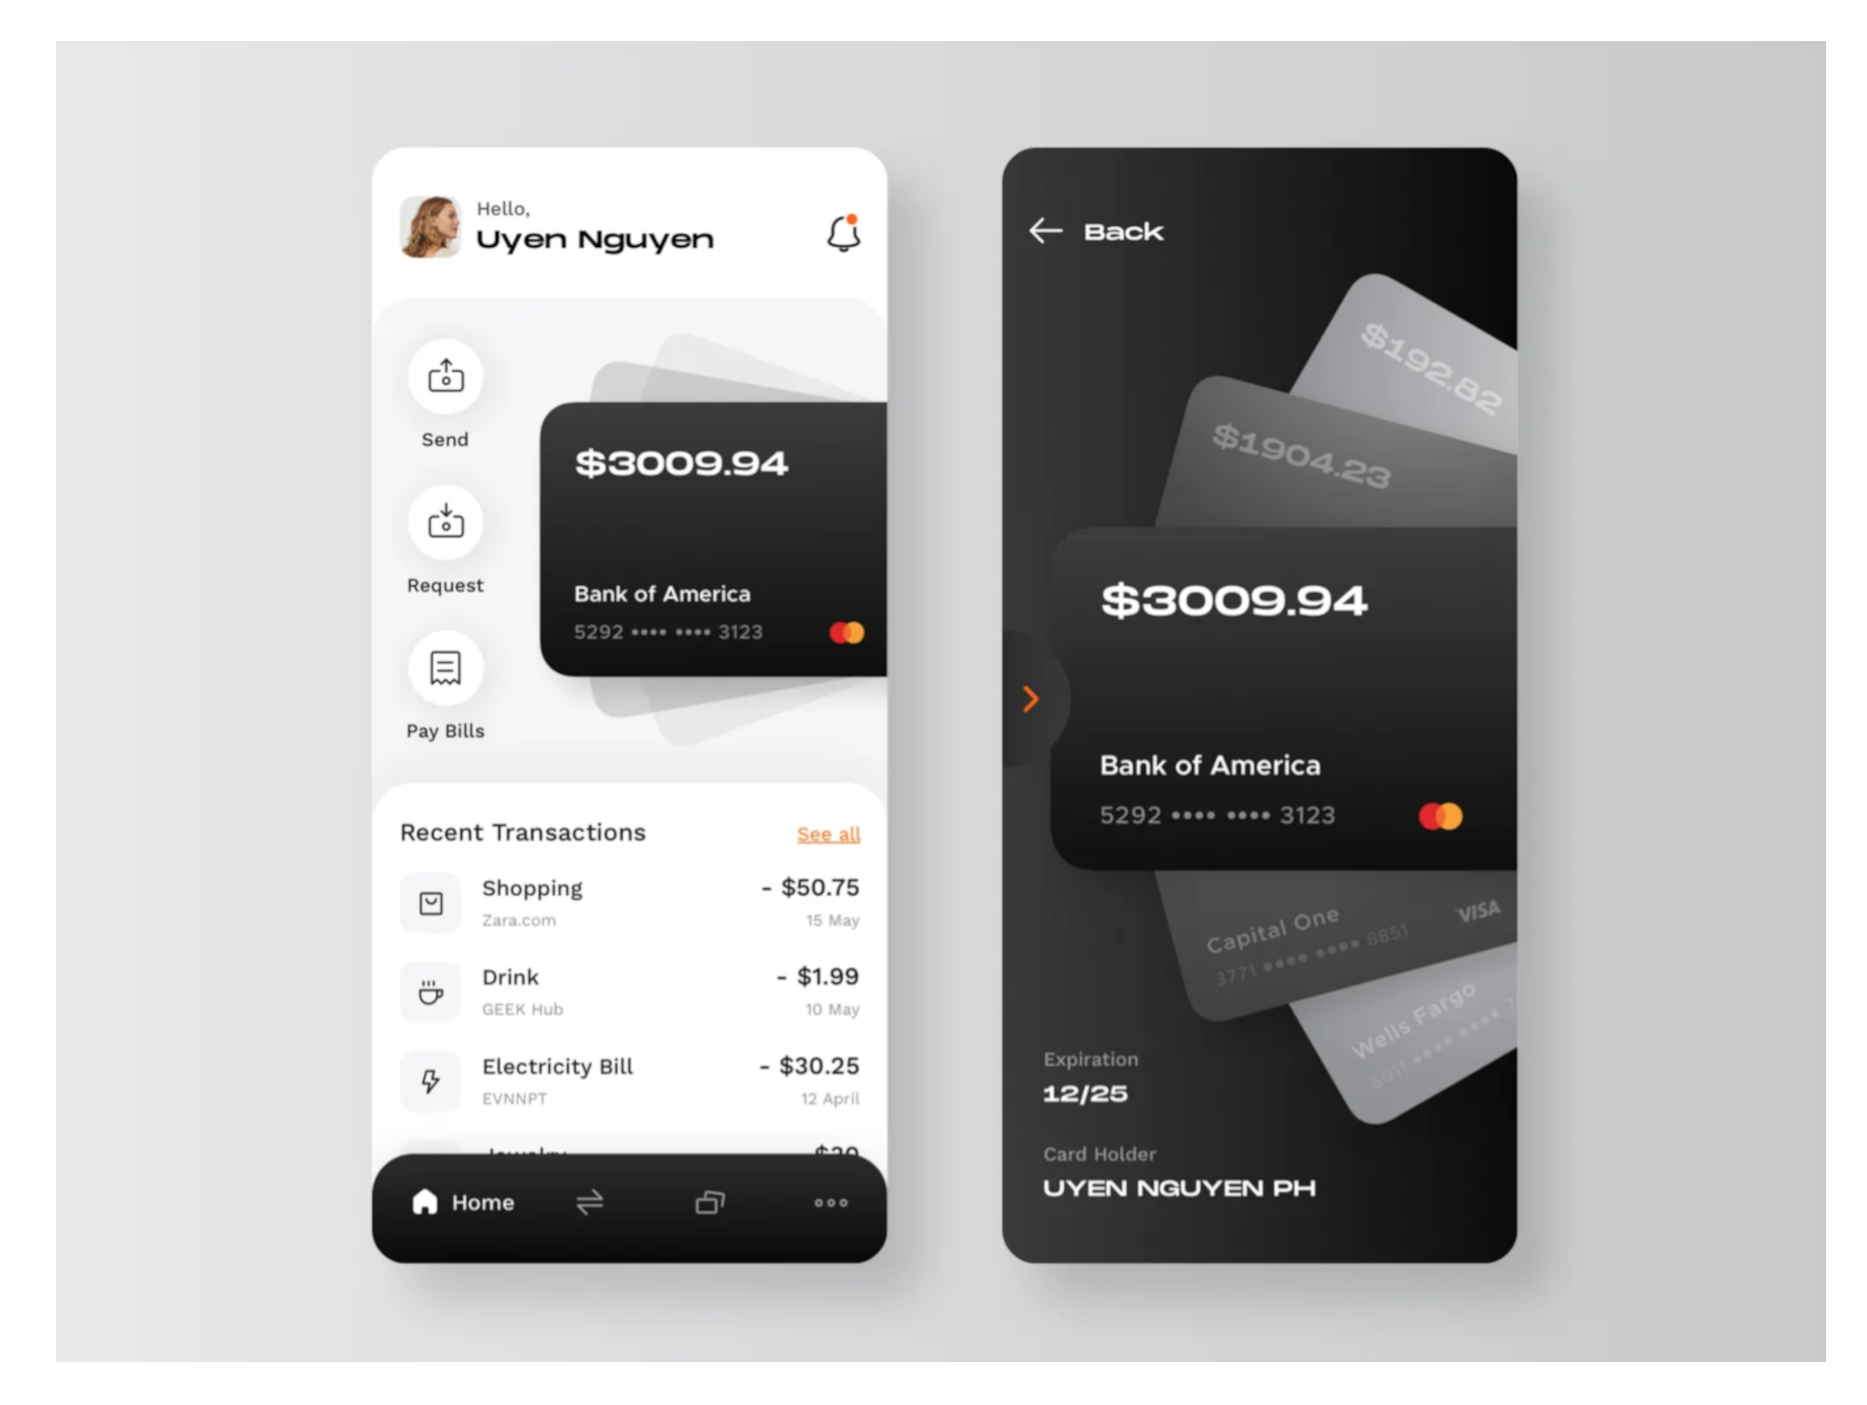 Hello,
Uyen Nguyen
Send
Request
Pay Bills
$3009.94
Bank of America
5292 •••• •••• 3123
Recent Transactions
See all
Shopping
- $50.75
Zara.com
15 May
Drink
- $1.99
GEEK Hub
10 May
Electricity Bill
- $30.25
EVNNPT
12 April
Home
Back
$192.82
$1904.23
$3009.94
Bank of America
5292 •••• •••• 3123
Capital One
VISA
3771 •••• •••• 8851
Wells Fargo
6011 •••• ••••
Expiration
12/25
Card Holder
UYEN NGUYEN PH